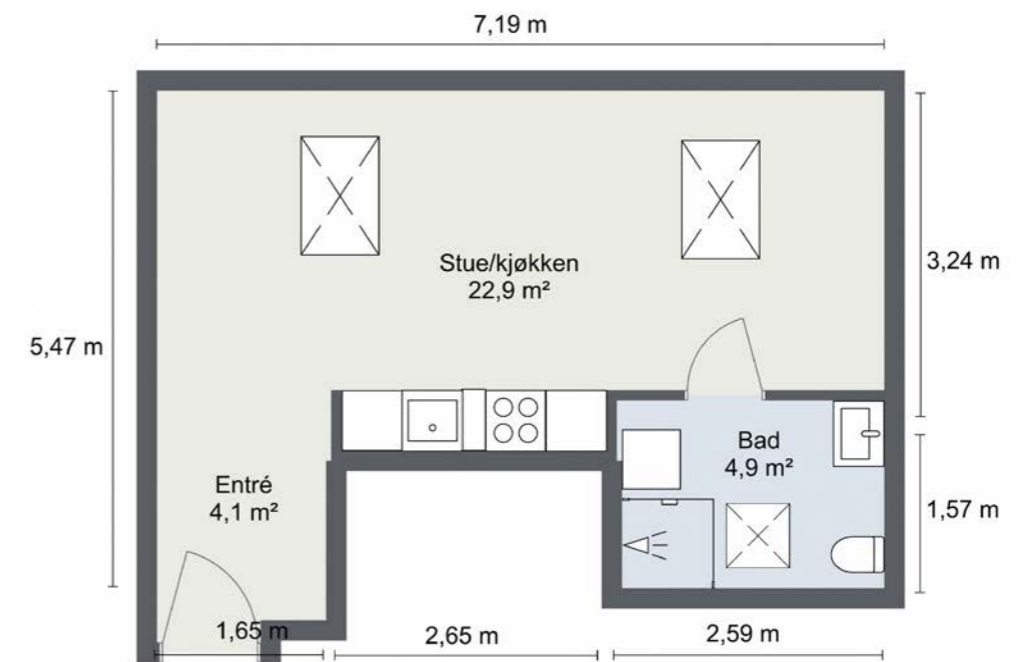 7,19 m
Stue/kjøkken
22,9 m²
3,24 m
5,47 m
Bad
4,9 m²
Entré
4,1 m²
1,57 m
1,65 m
2,65 m
2,59 m